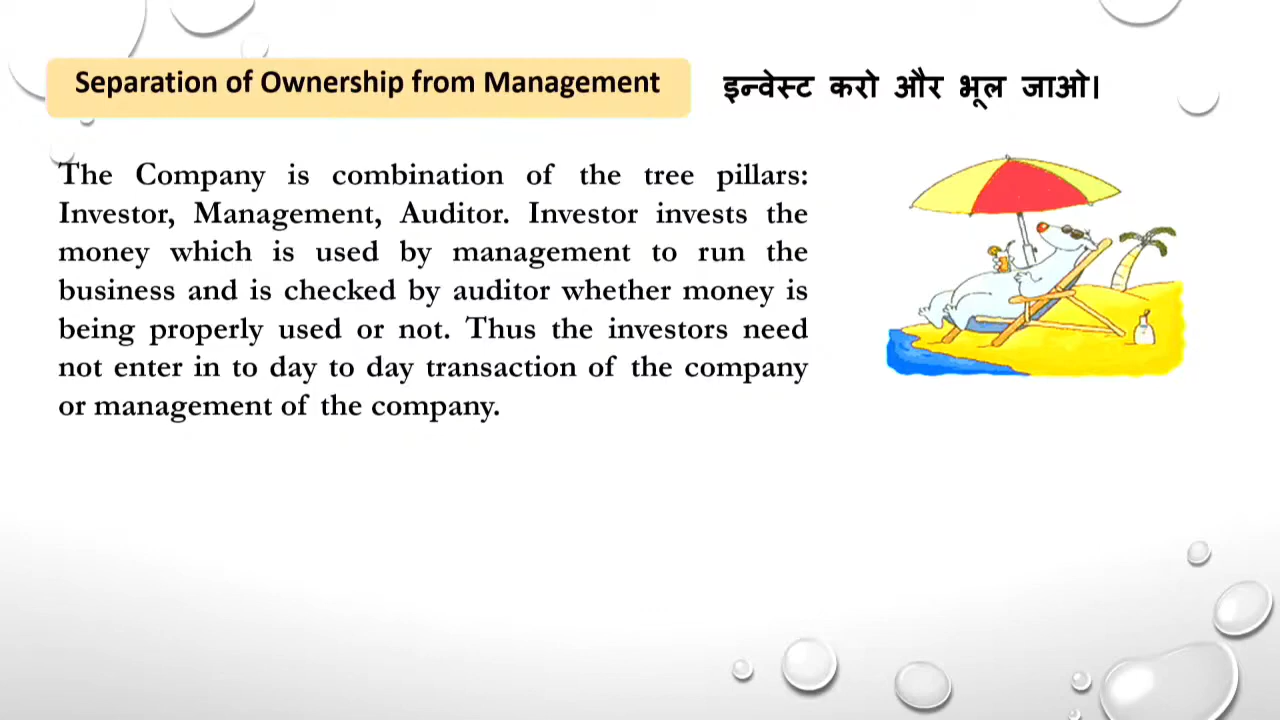 Separation of Ownership from Management
इन्वेस्ट करो और भूल जाओ।
The Company is combination of the tree pillars:
Investor, Management, Auditor. Investor invests the
money which is used by management to run the
business and is checked by auditor whether money is
being properly used or not. Thus the investors need
not enter in to day to day transaction of the company
or management of the company.